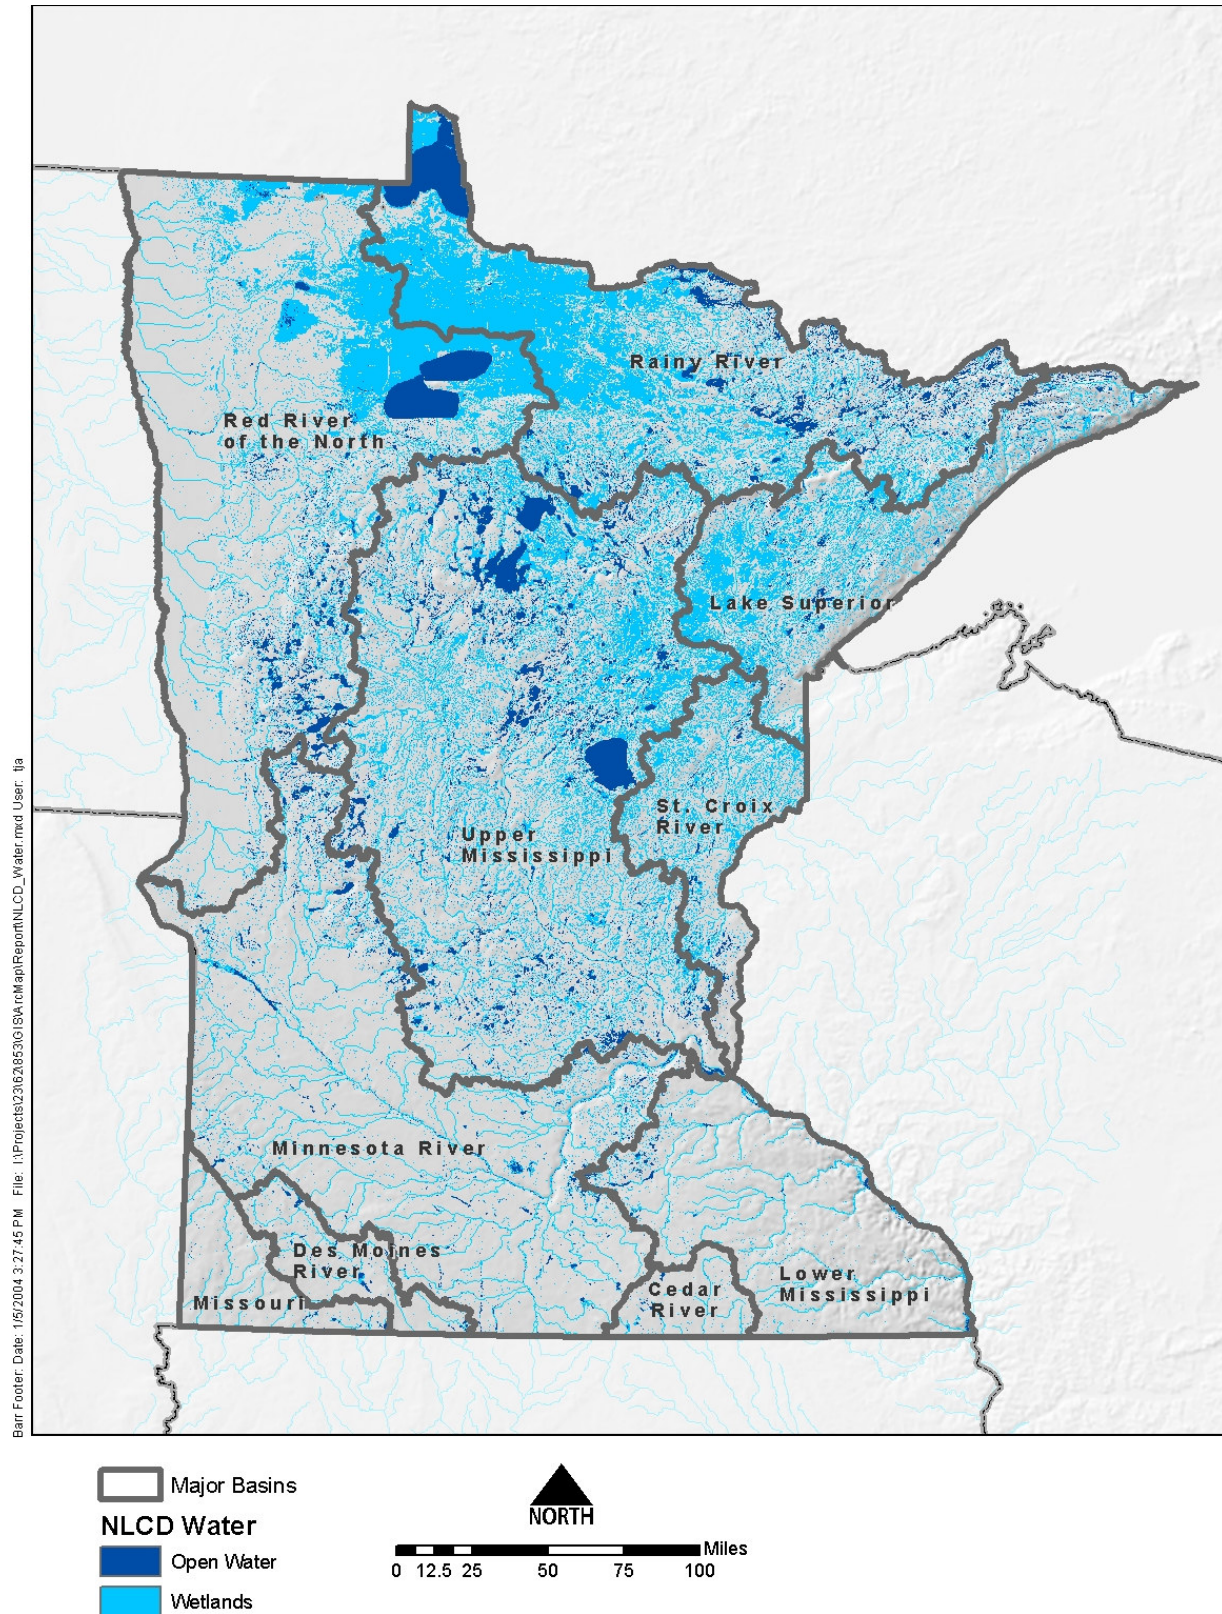 Rainy River
Red River
of the North
Lake Superior
St. Croix
River
Upper
Mississippi
Minnesota River
Des Moines
River
Missouri
Cedar
River
Lower
Mississippi
Barr Footer: Date: 1/5/2004 3:27:45 PM File: I:\Projects\23\62\853\GIS\ArcMap\Report\NLCD_Water.mxd User: tja
Major Basins
NLCD Water
Open Water
Wetlands
NORTH
Miles
0 12.5 25 50 75 100